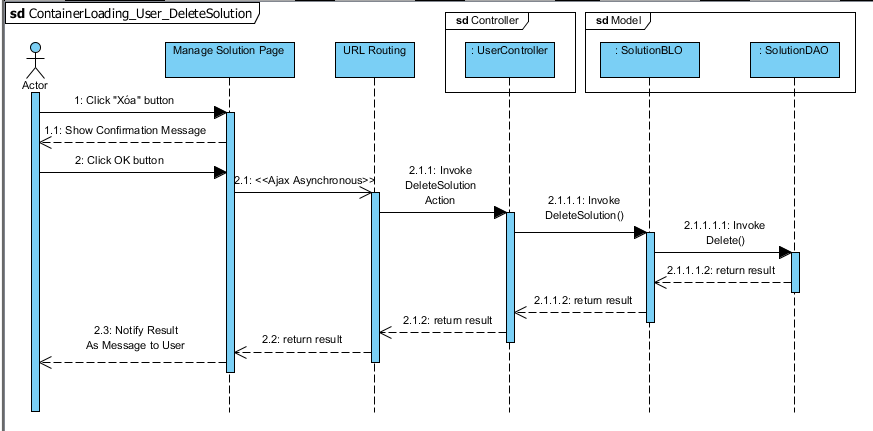 sd ContainerLoading_User_DeleteSolution
sd Controller
sd Model
Manage Solution Page
URL Routing
: UserController
: SolutionBLO
: SolutionDAO
Actor
1: Click "Xóa" button
1.1: Show Confirmation Message
2: Click OK button
2.1: <<Ajax Asynchronous>>
2.1.1: Invoke
DeleteSolution
Action
2.1.1.1: Invoke
DeleteSolution()
2.1.1.1.1: Invoke
Delete()
2.1.1.1.2: return result
2.1.1.2: return result
2.1.2: return result
2.2: return result
2.3: Notify Result
As Message to User